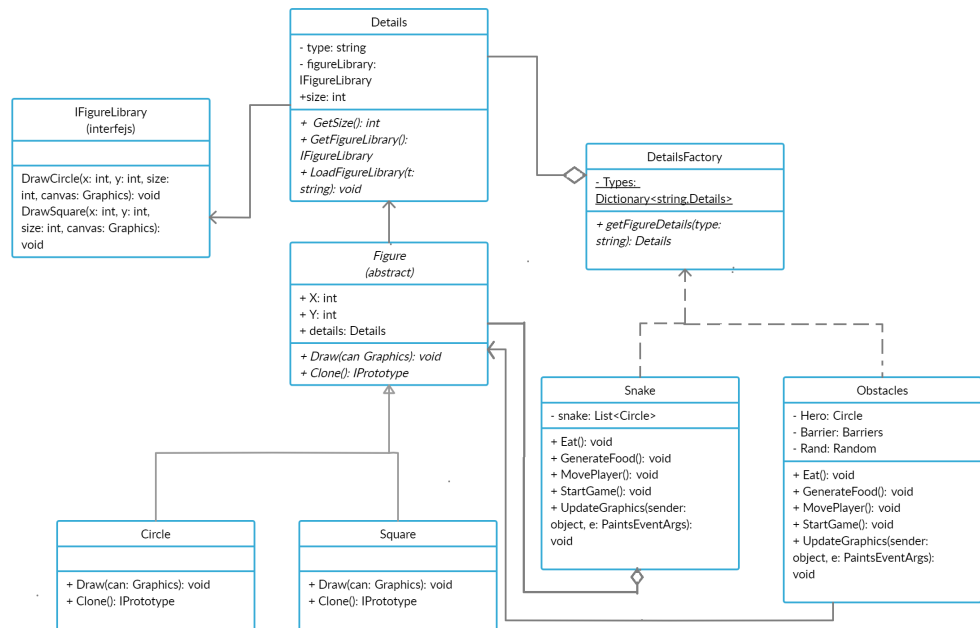 Details
- type: string
- figureLibrary:
IFigureLibrary
+size: int
+  GetSize(): int
+ GetFigureLibrary():
IFigureLibrary
+ LoadFigureLibrary(t:
string): void
IFigureLibrary
(interfejs)
DrawCircle(x: int, y: int, size:
int, canvas: Graphics): void
DrawSquare(x: int, y: int,
size: int, canvas: Graphics):
void
DetailsFactory
- Types:
Dictionary<string,Details>
+ getFigureDetails(type:
string): Details
Figure
(abstract)
+ X: int
+ Y: int
+ details: Details
+ Draw(can Graphics): void
+ Clone(): IPrototype
Snake
- snake: List<Circle>
+ Eat(): void
+ GenerateFood(): void
+ MovePlayer(): void
+ StartGame(): void
+ UpdateGraphics(sender:
object, e: PaintsEventArgs):
void
Obstacles
- Hero: Circle
- Barrier: Barriers
- Rand: Random
+ Eat(): void
+ GenerateFood(): void
+ MovePlayer(): void
+ StartGame(): void
+ UpdateGraphics(sender:
object, e: PaintsEventArgs):
void
Circle
+ Draw(can: Graphics): void
+ Clone(): IPrototype
Square
+ Draw(can: Graphics): void
+ Clone(): IPrototype